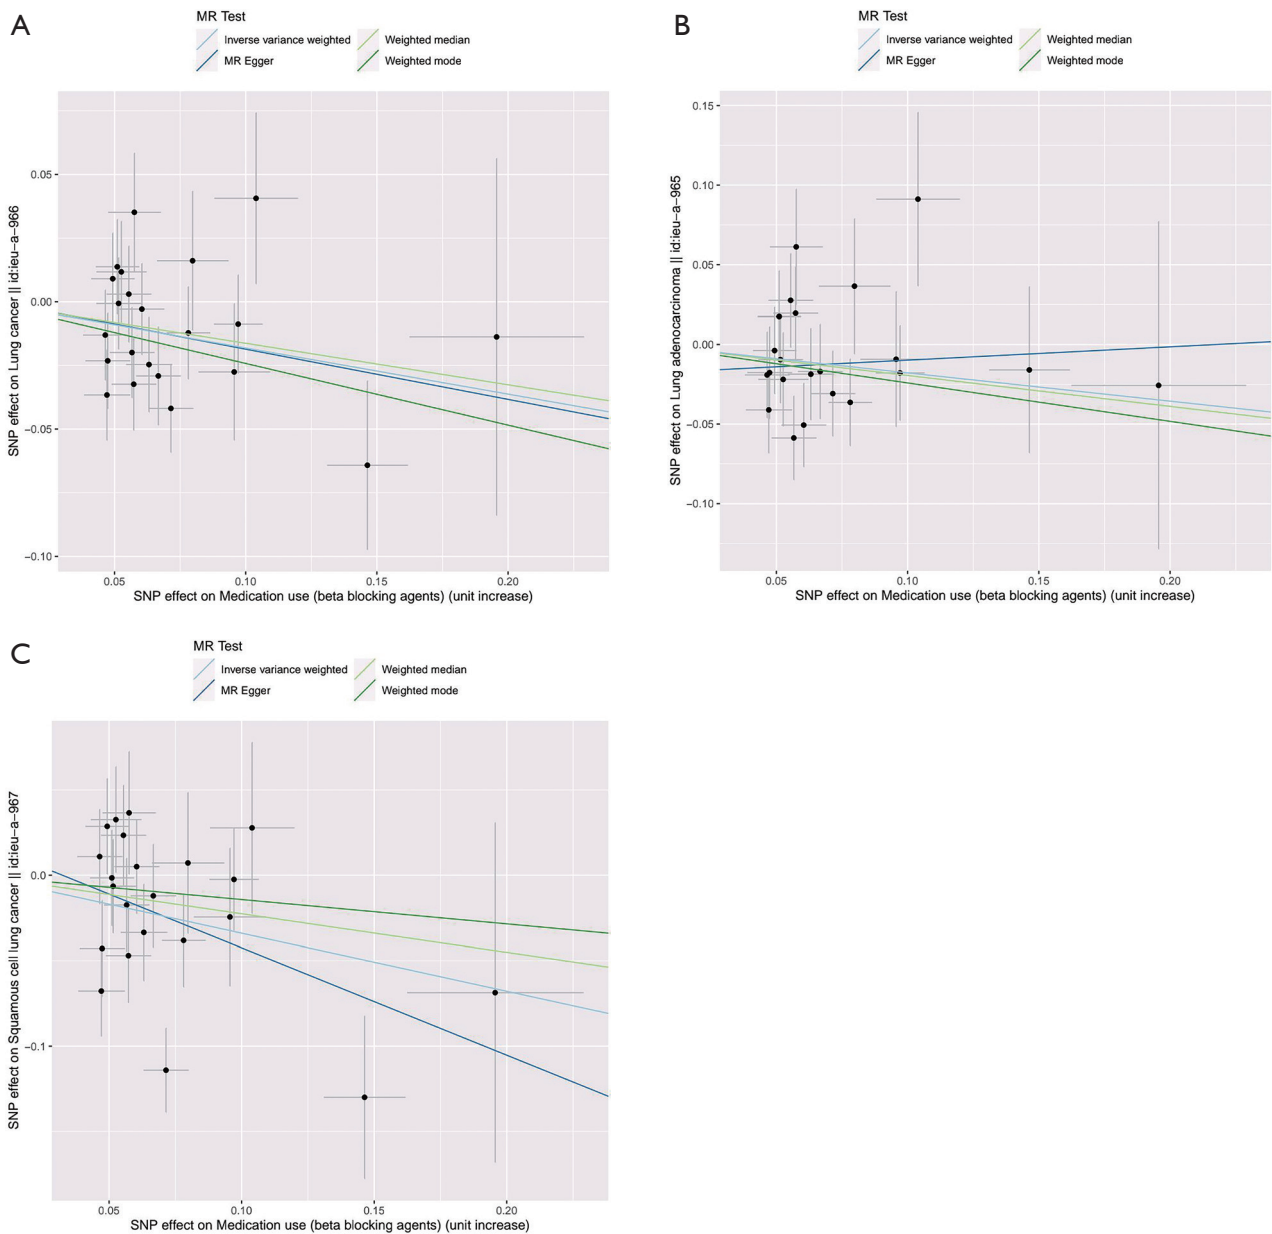 A
MR Test
Inverse variance weighted
Weighted median
MR Egger
Weighted mode
0.05
0.00
−0.05
−0.10
SNP effect on Lung cancer || id:ieu−a−966
0.05
0.10
0.15
0.20
SNP effect on Medication use (beta blocking agents) (unit increase)
B
MR Test
Inverse variance weighted
Weighted median
MR Egger
Weighted mode
0.15
0.10
0.05
0.00
−0.05
−0.10
SNP effect on Lung adenocarcinoma || id:ieu−a−965
0.05
0.10
0.15
0.20
SNP effect on Medication use (beta blocking agents) (unit increase)
C
MR Test
Inverse variance weighted
Weighted median
MR Egger
Weighted mode
0.0
−0.1
SNP effect on Squamous cell lung cancer || id:ieu−a−967
0.05
0.10
0.15
0.20
SNP effect on Medication use (beta blocking agents) (unit increase)